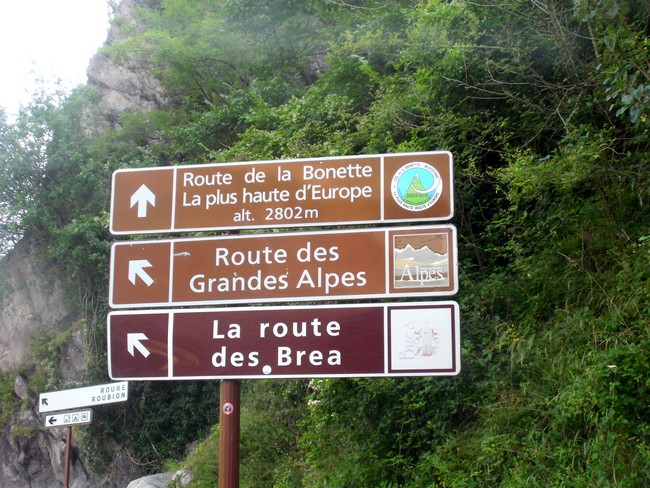 Route de la Bonette
La plus haute d'Europe
alt. 2802m
Route des
Grandes Alpes
Alpes
La route
des Brea
Brea
ROURE
ROUBION